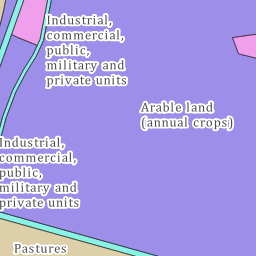 Industrial,
commercial,
public,
military and
private units
Arable land
(annual crops)
Industrial,
commercial,
public,
military and
private units
Pastures